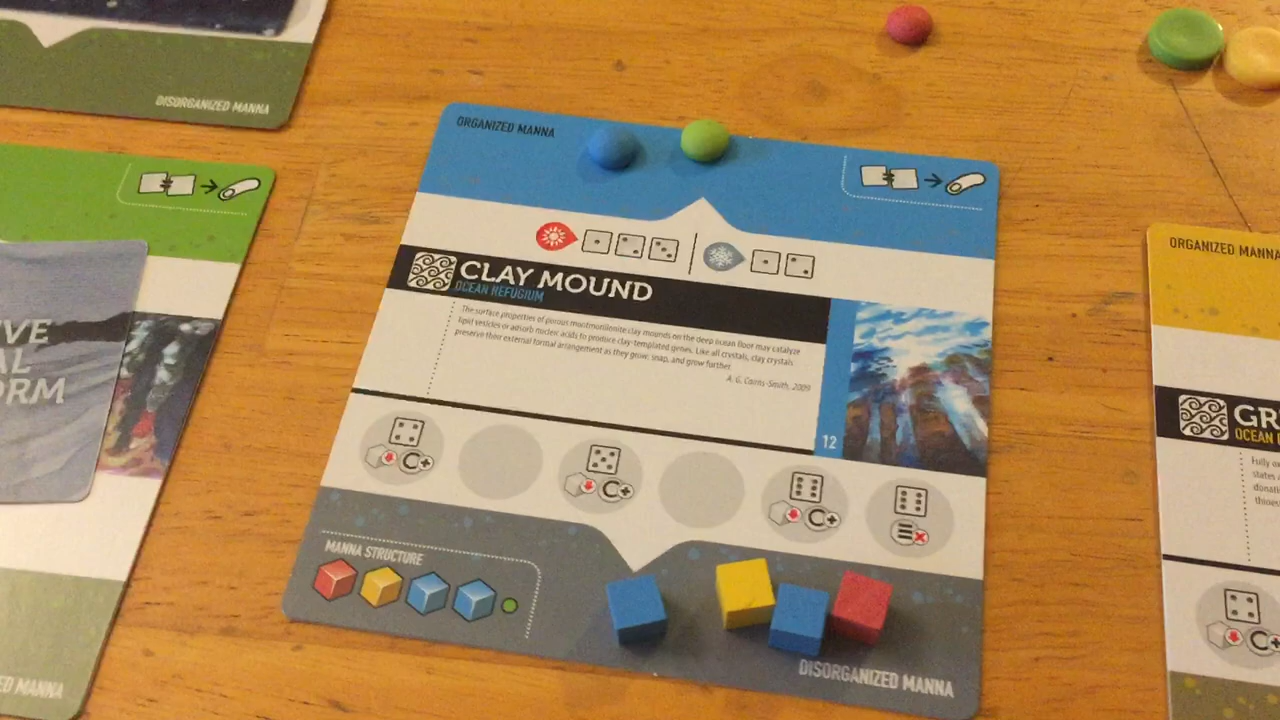 DISORGANIZED MANNA
ORGANIZED MANNA
CLAY MOUND
OCEAN REFUGIUM
The surface properties of porous montmorillonite clay mounds on the deep ocean floor may catalyze
lipid vesicles or adsorb nucleic acids to produce clay-templated genes. Like all crystals, clay crystals
preserve their external formal arrangement as they grow, snap, and grow further
A. G. Cairns-Smith, 2009
12
MANNA STRUCTURE
DISORGANIZED MANNA
IVE
AL
ORM
ED MANNA
ORGANIZED MANNA
GR
OCEAN
Fully o
states a